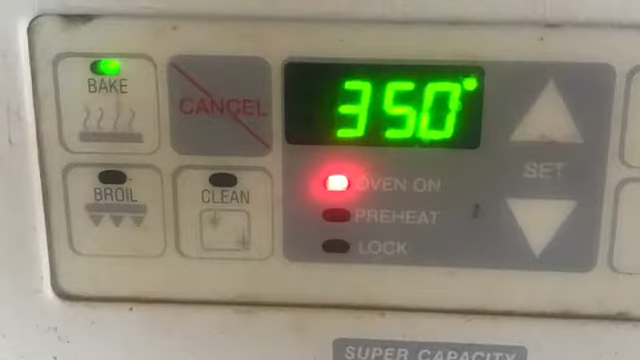 BAKE
CANCEL
350°
BROIL
CLEAN
OVEN ON
PREHEAT
LOCK
SET
SUPER CAPACITY